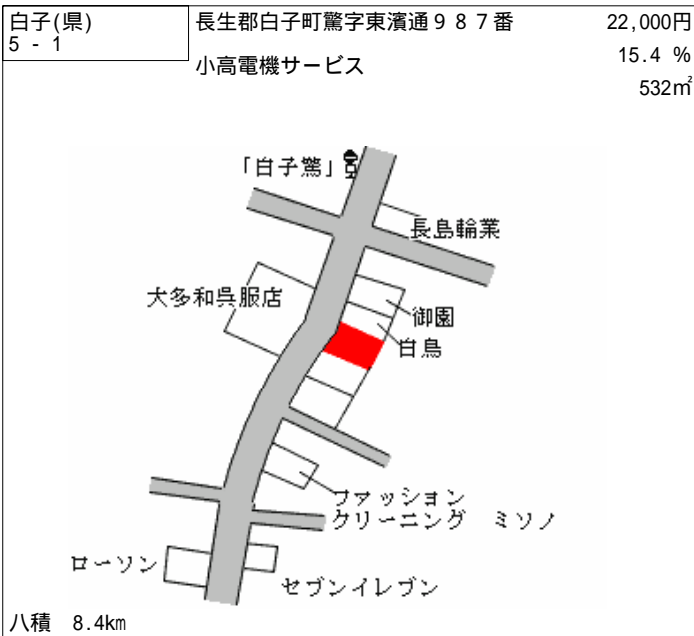 白子(県)
5 - 1
長生郡白子町驚字東濱通９８７番
小高電機サービス
22,000円
15.4 %
532㎡
「白子驚」
長島輪業
大多和呉服店
御園
白鳥
ファッション
クリーニング ミソノ
ローソン
セブンイレブン
八積 8.4km